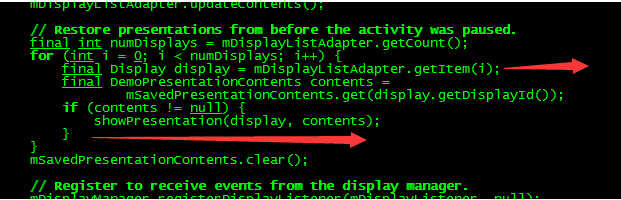 mDisplayListAdapter.updateContents();
// Restore presentations from before the activity was paused.
final int numDisplays = mDisplayListAdapter.getCount();
for (int i = 0; i < numDisplays; i++) {
final Display display = mDisplayListAdapter.getItem(i);
final DemoPresentationContents contents =
mSavedPresentationContents.get(display.getDisplayId());
if (contents != null) {
showPresentation(display, contents);
}
}
mSavedPresentationContents.clear();
// Register to receive events from the display manager.
mDisplayManager.registerDisplayListener(mDisplayListener, null);